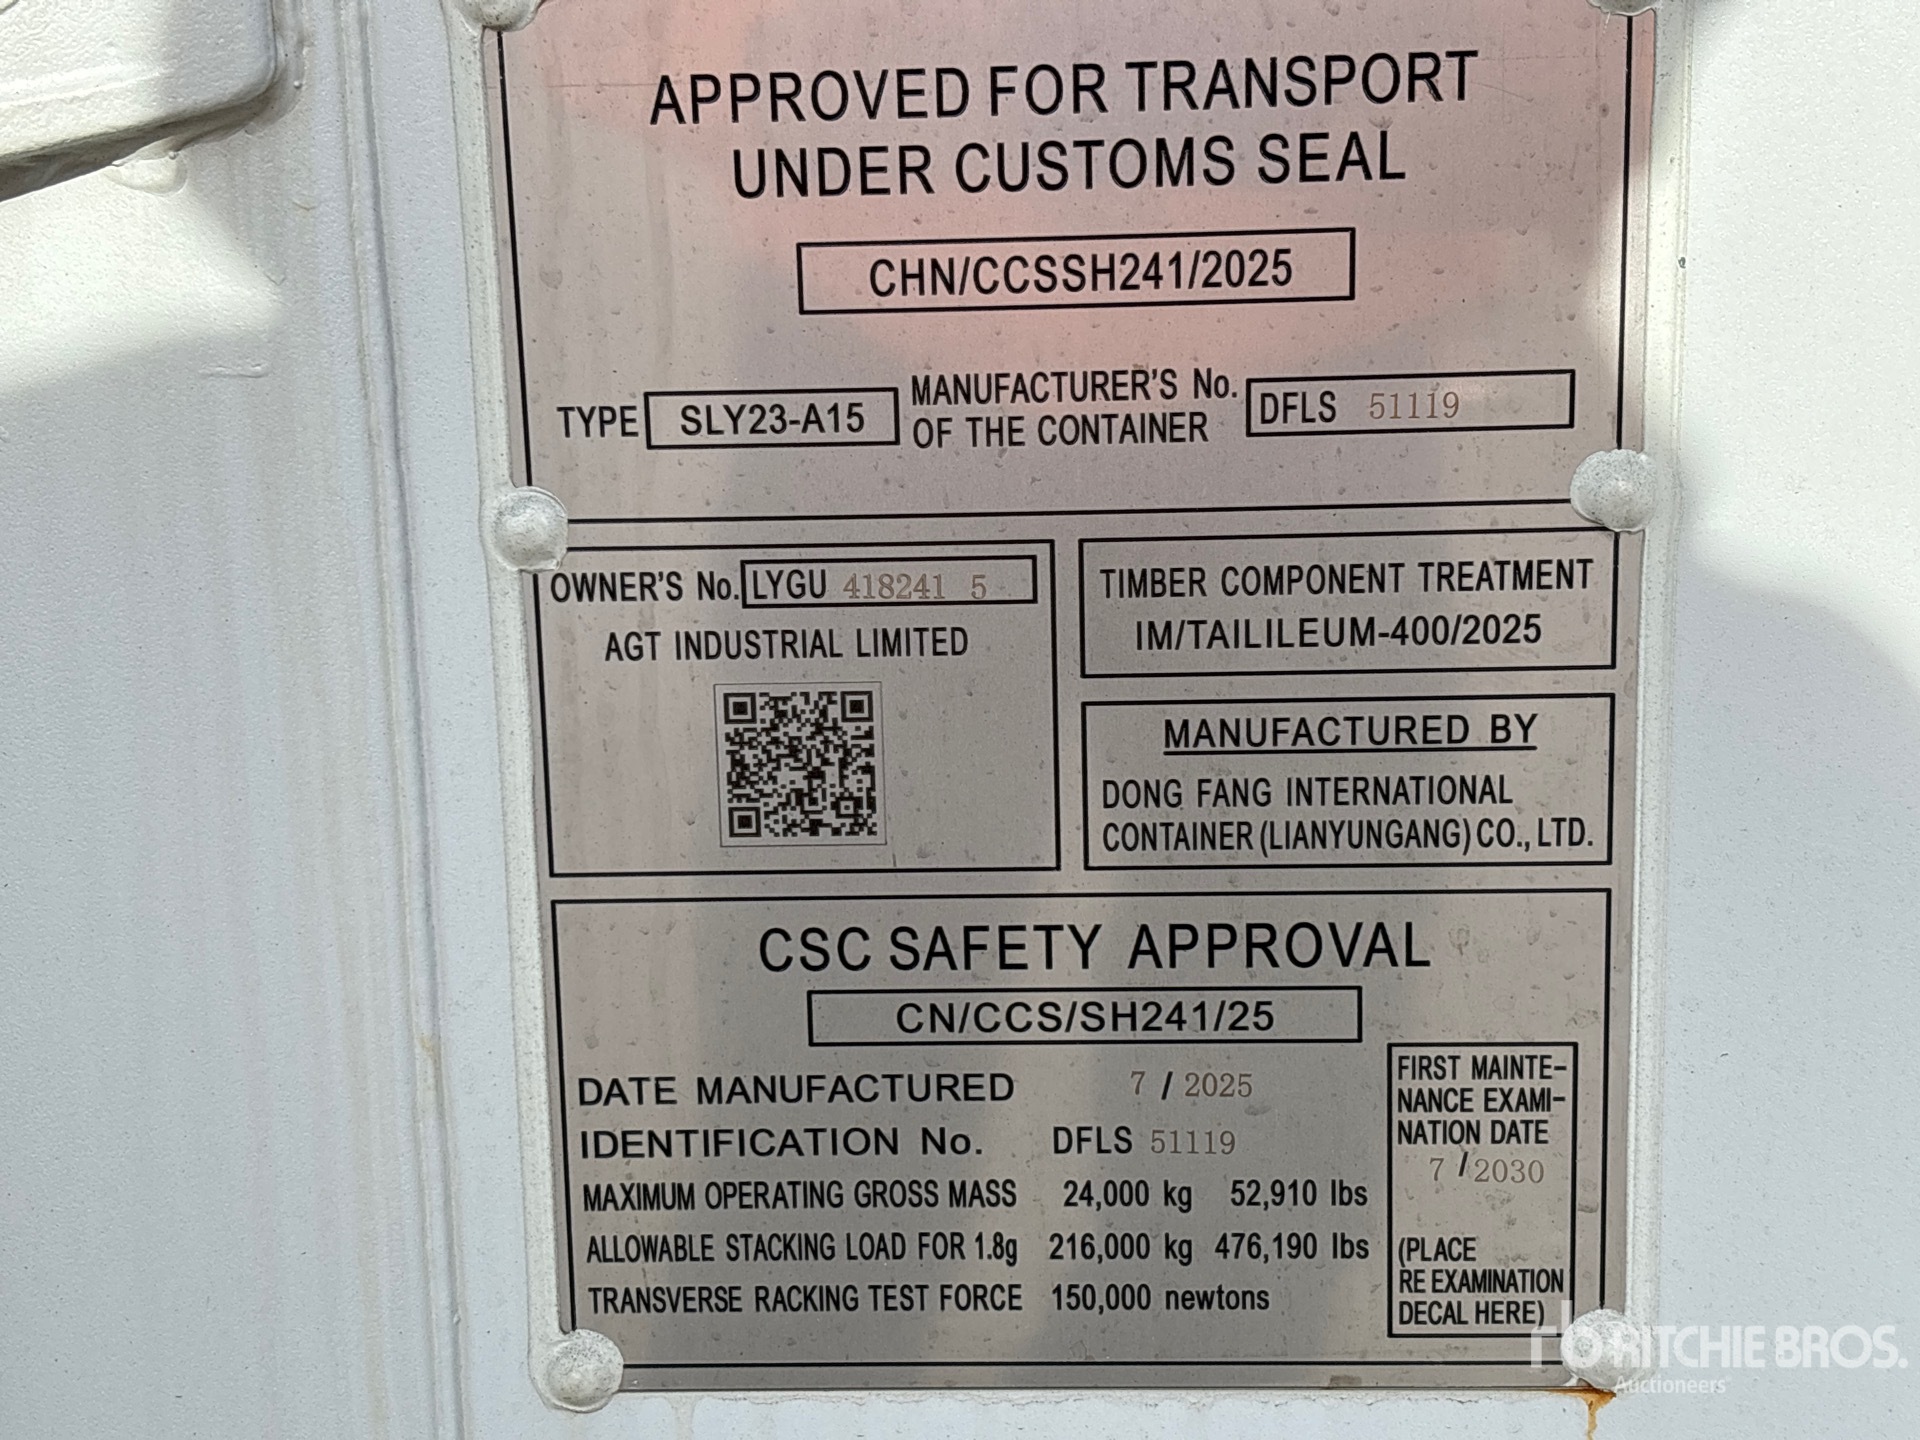 APPROVED FOR TRANSPORT
UNDER CUSTOMS SEAL
CHN/CCSSH241/2025
TYPE SLY23-A15 MANUFACTURER'S No.
OF THE CONTAINER DFLS 51119
OWNER'S No. LYGU 418241 5
AGT INDUSTRIAL LIMITED
TIMBER COMPONENT TREATMENT
IM/TAILILEUM-400/2025
MANUFACTURED BY
DONG FANG INTERNATIONAL
CONTAINER (LIANYUNGANG) CO., LTD.
CSC SAFETY APPROVAL
CN/CCS/SH241/25
DATE MANUFACTURED 7 / 2025
IDENTIFICATION No. DFLS 51119
MAXIMUM OPERATING GROSS MASS 24,000 kg 52,910 lbs
ALLOWABLE STACKING LOAD FOR 1.8g 216,000 kg 476,190 lbs
TRANSVERSE RACKING TEST FORCE 150,000 newtons
FIRST MAINTE-
NANCE EXAMI-
NATION DATE
7 / 2030
(PLACE
RE EXAMINATION
DECAL HERE)
rb RITCHIE BROS.
Auctioneers